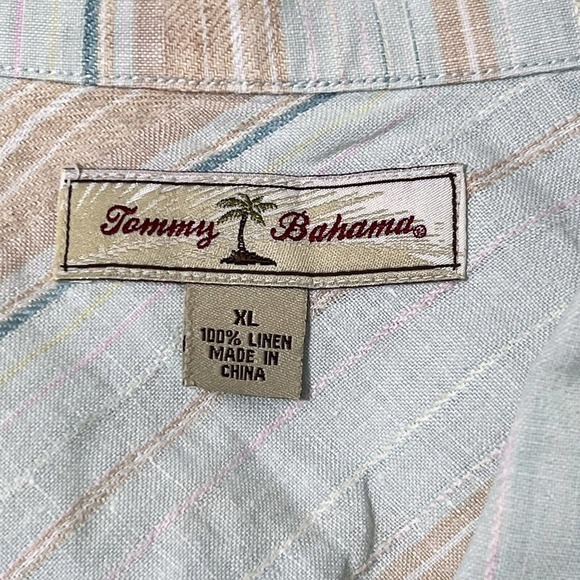 Tommy Bahama®
XL
100% LINEN
MADE IN
CHINA